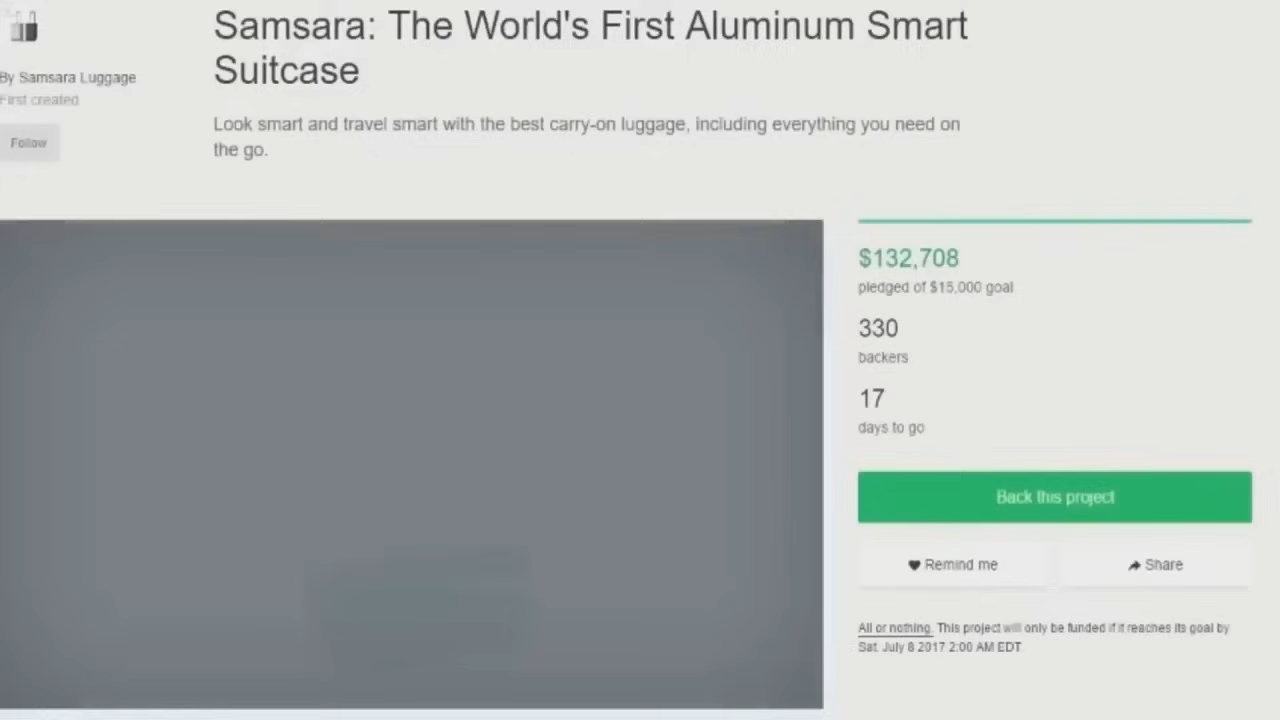 Samsara: The World's First Aluminum Smart
Suitcase
By Samsara Luggage
First created
Follow
Look smart and travel smart with the best carry-on luggage, including everything you need on
the go.
$132,708
pledged of $15,000 goal
330
backers
17
days to go
Back this project
Remind me
Share
All or nothing. This project will only be funded if it reaches its goal by
Sat, July 8 2017 2:00 AM EDT